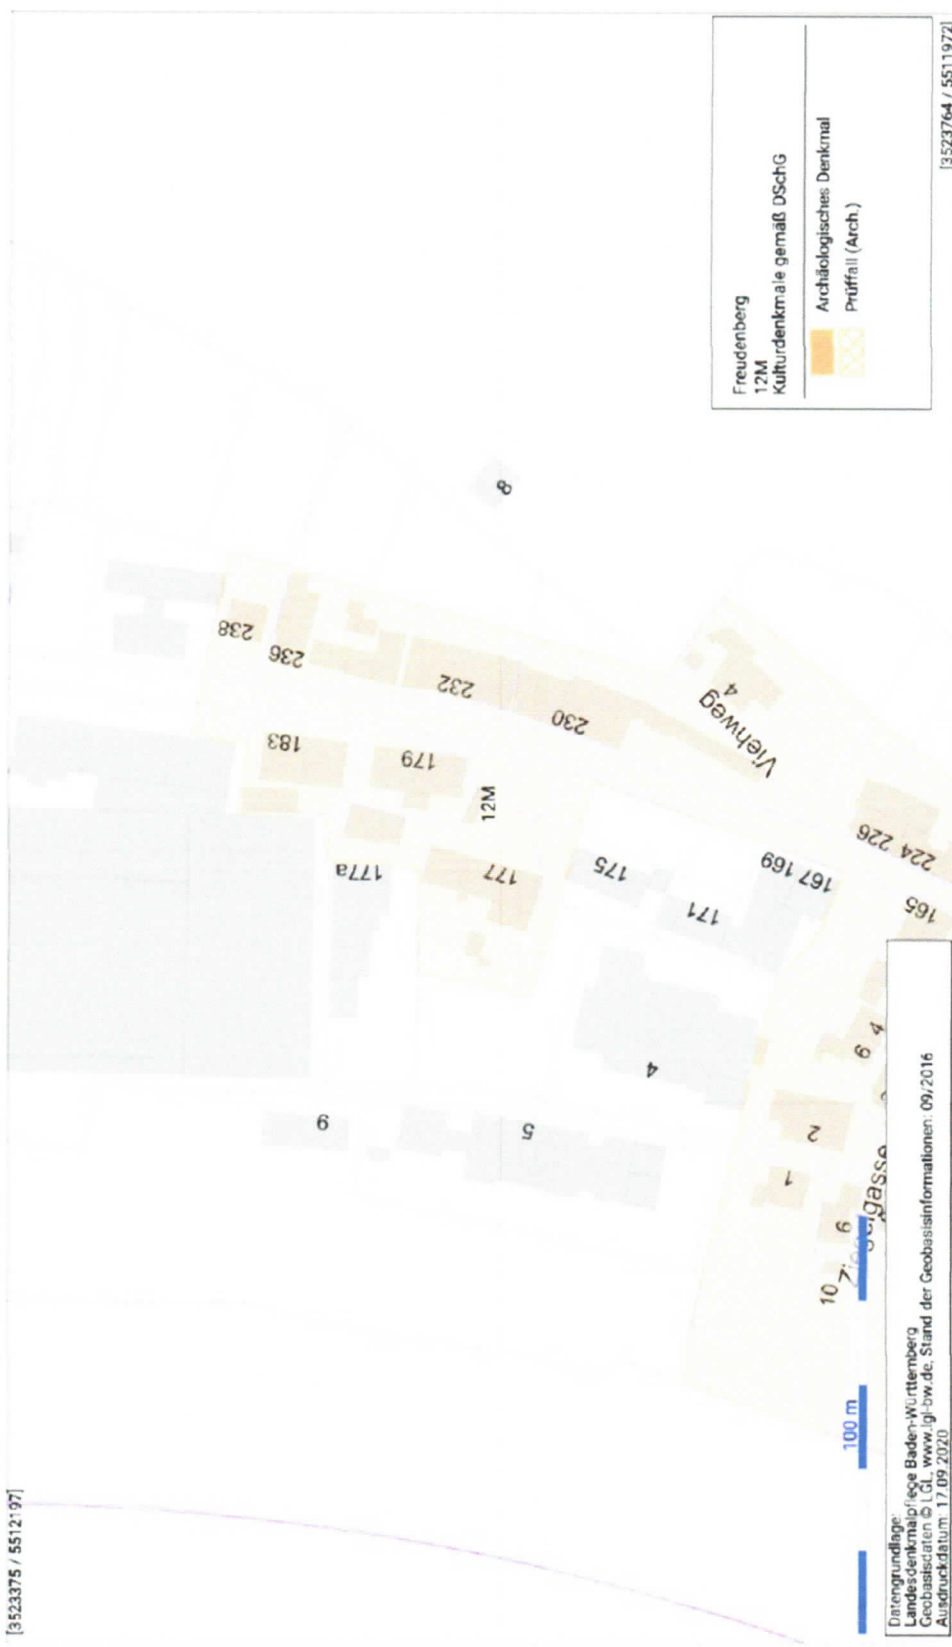 [3523375 / 5512197]
238
236
183
232
179
230
8
12M
177a
177
175
171
167 169
Viehweg
4
226
224
165
9
5
4
6 4
2
1
6
10
100 m
Freudenberg
12M
Kulturdenkmale gemäß DSchG
Archäologisches Denkmal
Prüffall (Arch.)
[3523764 / 5511972]
Datengrundlage:
Landesdenkmalpflege Baden-Württemberg
Geobasisdaten © LGL, www.lgl-bw.de, Stand der Geobasisinformationen: 09/2016
Ausdruckdatum: 17.09.2020